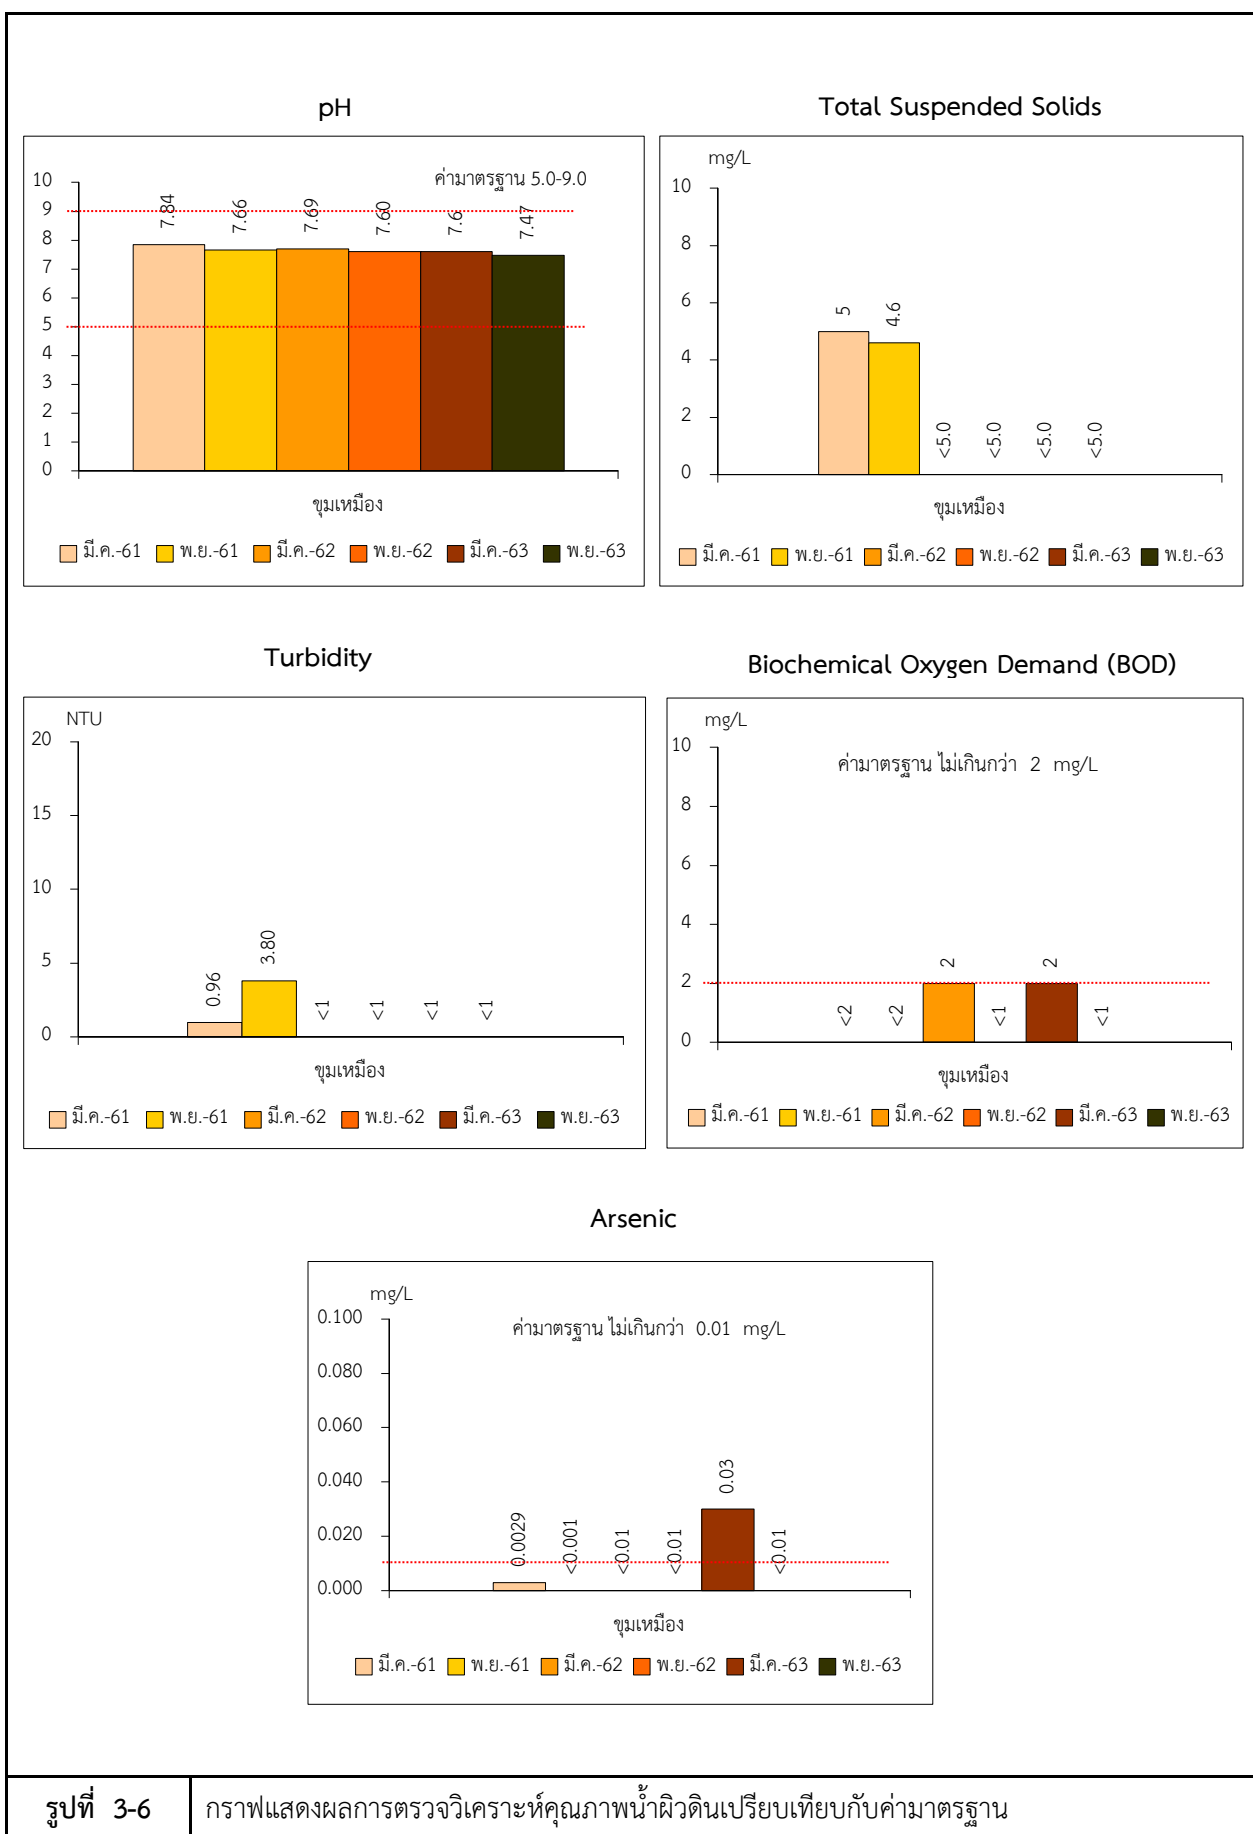 pH
ค่ามาตรฐาน 5.0-9.0
10
9
8
7
6
5
4
3
2
1
0
7.84
7.66
7.69
7.60
7.6
7.47
ขุมเหมือง
มี.ค.-61 พ.ย.-61 มี.ค.-62 พ.ย.-62 มี.ค.-63 พ.ย.-63
Total Suspended Solids
mg/L
10
8
6
4
2
0
5
4.6
<5.0
<5.0
<5.0
<5.0
ขุมเหมือง
มี.ค.-61 พ.ย.-61 มี.ค.-62 พ.ย.-62 มี.ค.-63 พ.ย.-63
Turbidity
NTU
20
15
10
5
0
0.96
3.80
<1
<1
<1
<1
ขุมเหมือง
มี.ค.-61 พ.ย.-61 มี.ค.-62 พ.ย.-62 มี.ค.-63 พ.ย.-63
Biochemical Oxygen Demand (BOD)
mg/L
ค่ามาตรฐาน ไม่เกินกว่า 2 mg/L
10
8
6
4
2
0
<2
<2
2
<1
2
<1
ขุมเหมือง
มี.ค.-61 พ.ย.-61 มี.ค.-62 พ.ย.-62 มี.ค.-63 พ.ย.-63
Arsenic
mg/L
ค่ามาตรฐาน ไม่เกินกว่า 0.01 mg/L
0.100
0.080
0.060
0.040
0.020
0.000
0.0029
<0.001
<0.01
<0.01
0.03
<0.01
ขุมเหมือง
มี.ค.-61 พ.ย.-61 มี.ค.-62 พ.ย.-62 มี.ค.-63 พ.ย.-63
รูปที่ 3-6 กราฟแสดงผลการตรวจวิเคราะห์คุณภาพน้ำผิวดินเปรียบเทียบกับค่ามาตรฐาน